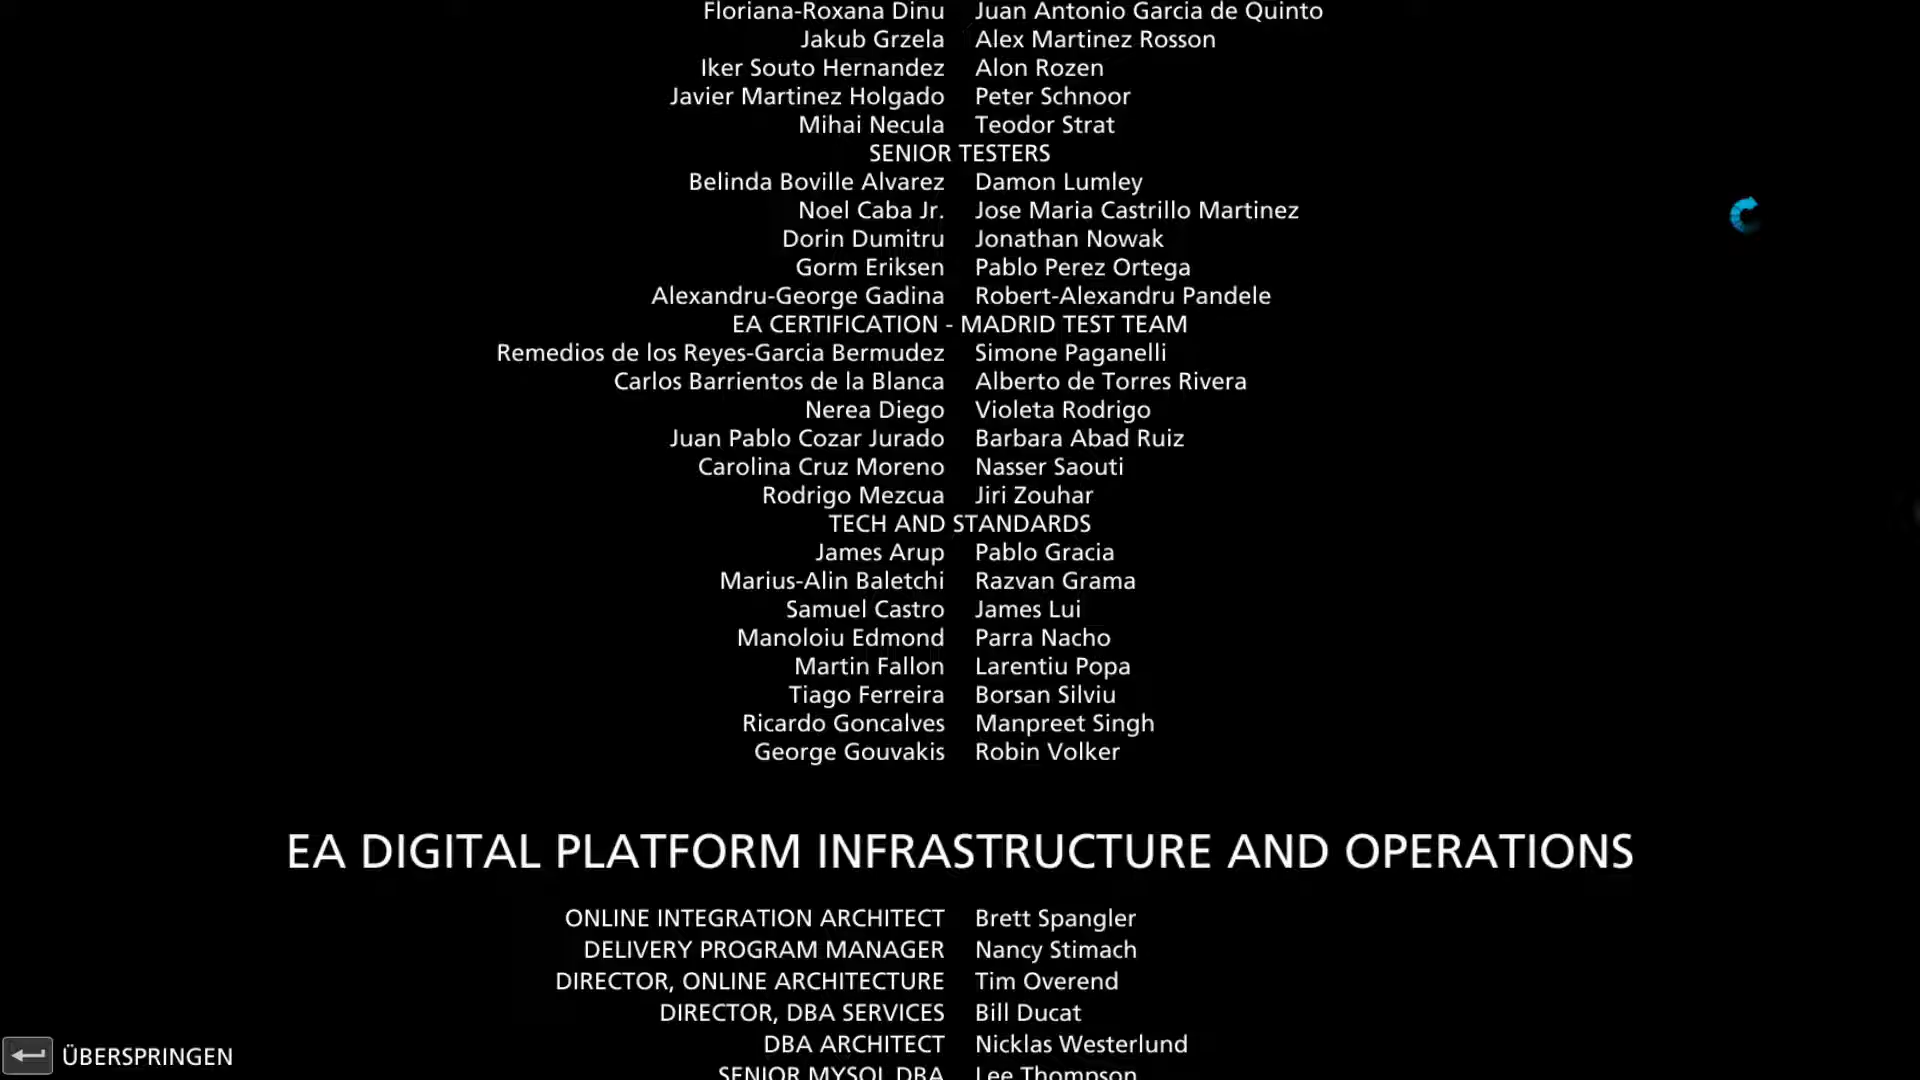 Floriana-Roxana Dinu Juan Antonio Garcia de Quinto
Jakub Grzela Alex Martinez Rosson
Iker Souto Hernandez Alon Rozen
Javier Martinez Holgado Peter Schnoor
Mihai Necula Teodor Strat
SENIOR TESTERS
Belinda Boville Alvarez Damon Lumley
Noel Caba Jr. Jose Maria Castrillo Martinez
Dorin Dumitru Jonathan Nowak
Gorm Eriksen Pablo Perez Ortega
Alexandru-George Gadina Robert-Alexandru Pandele
EA CERTIFICATION - MADRID TEST TEAM
Remedios de los Reyes-Garcia Bermudez Simone Paganelli
Carlos Barrientos de la Blanca Alberto de Torres Rivera
Nerea Diego Violeta Rodrigo
Juan Pablo Cozar Jurado Barbara Abad Ruiz
Carolina Cruz Moreno Nasser Saouti
Rodrigo Mezcua Jiri Zouhar
TECH AND STANDARDS
James Arup Pablo Gracia
Marius-Alin Baletchi Razvan Grama
Samuel Castro James Lui
Manoloiu Edmond Parra Nacho
Martin Fallon Larentiu Popa
Tiago Ferreira Borsan Silviu
Ricardo Goncalves Manpreet Singh
George Gouvakis Robin Volker
EA DIGITAL PLATFORM INFRASTRUCTURE AND OPERATIONS
ONLINE INTEGRATION ARCHITECT Brett Spangler
DELIVERY PROGRAM MANAGER Nancy Stimach
DIRECTOR, ONLINE ARCHITECTURE Tim Overend
DIRECTOR, DBA SERVICES Bill Ducat
DBA ARCHITECT Nicklas Westerlund
SENIOR MYSQL DBA Lee Thompson
ÜBERSPRINGEN